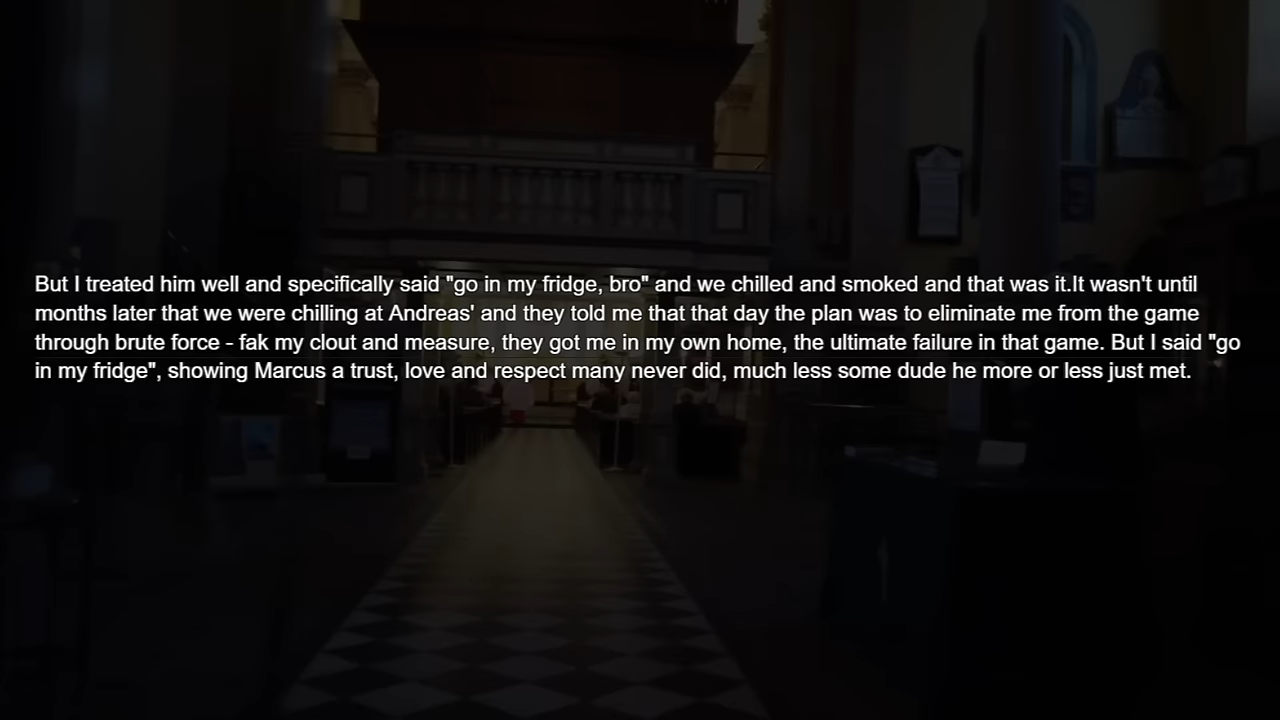 But I treated him well and specifically said "go in my fridge, bro" and we chilled and smoked and that was it.It wasn't until
months later that we were chilling at Andreas' and they told me that that day the plan was to eliminate me from the game
through brute force - fak my clout and measure, they got me in my own home, the ultimate failure in that game. But I said "go
in my fridge", showing Marcus a trust, love and respect many never did, much less some dude he more or less just met.